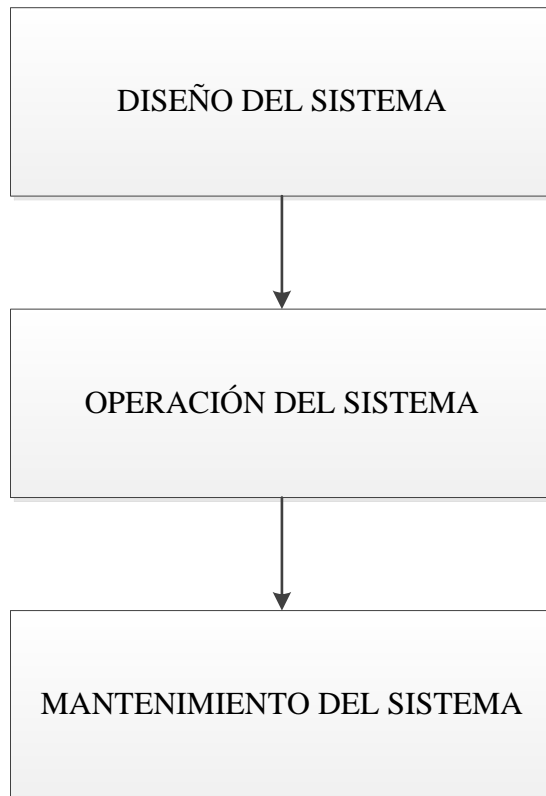 DISEÑO DEL SISTEMA
OPERACIÓN DEL SISTEMA
MANTENIMIENTO DEL SISTEMA